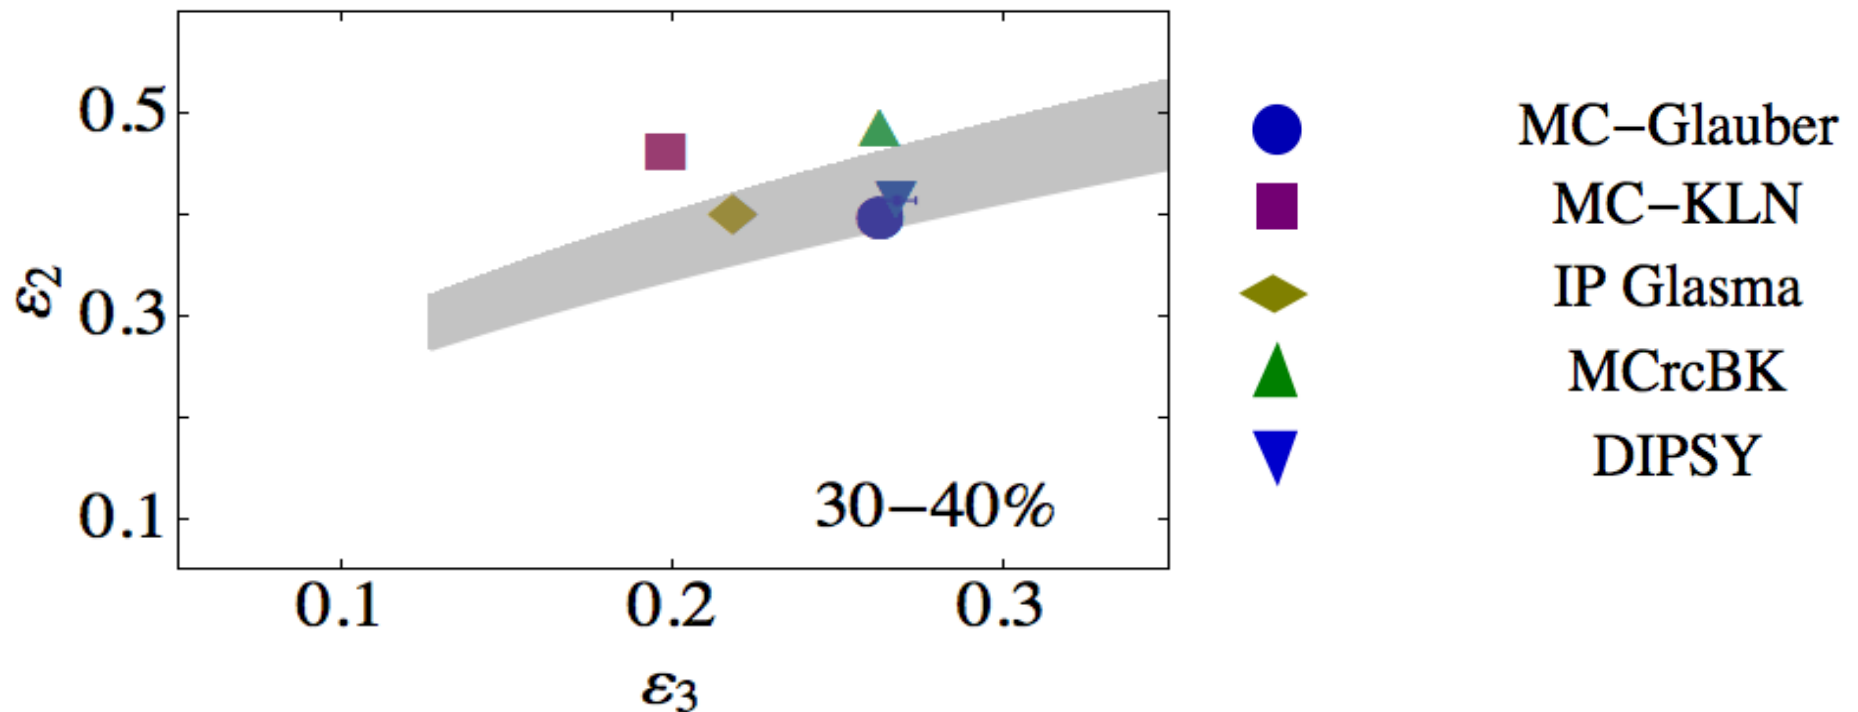 0.5
0.3
0.1
ε2
30−40%
0.1 0.2 0.3
ε3
MC−Glauber
MC−KLN
IP Glasma
MCrcBK
DIPSY